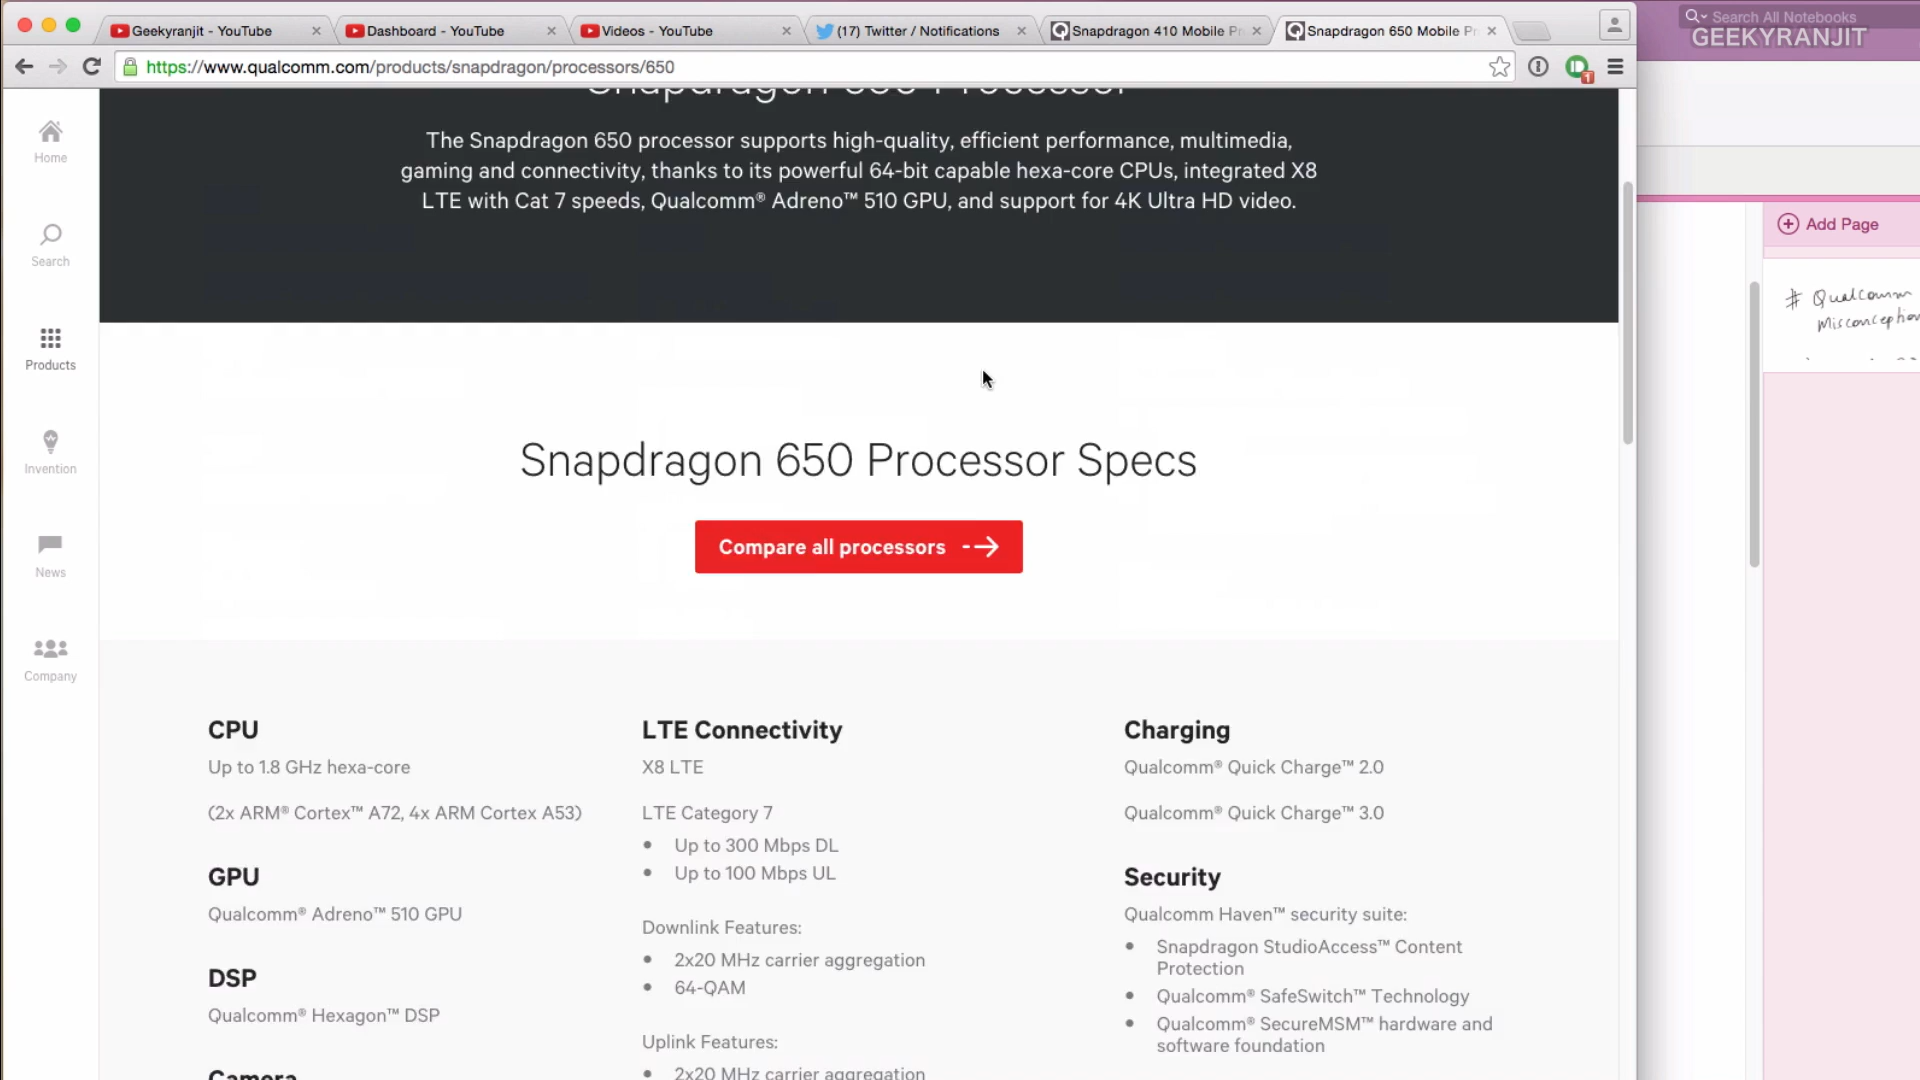 Geekyranjit - YouTube
Dashboard - YouTube
Videos - YouTube
(17) Twitter / Notifications
Snapdragon 410 Mobile Pr
Snapdragon 650 Mobile Pr
Search All Notebooks
GEEKYRANJIT
https://www.qualcomm.com/products/snapdragon/processors/650
1
Home
Search
Products
Invention
News
Company
Snapdragon 650 Processor
The Snapdragon 650 processor supports high-quality, efficient performance, multimedia,
gaming and connectivity, thanks to its powerful 64-bit capable hexa-core CPUs, integrated X8
LTE with Cat 7 speeds, Qualcomm® Adreno™ 510 GPU, and support for 4K Ultra HD video.
Snapdragon 650 Processor Specs
Compare all processors
CPU
Up to 1.8 GHz hexa-core
(2x ARM® Cortex™ A72, 4x ARM Cortex A53)
GPU
Qualcomm® Adreno™ 510 GPU
DSP
Qualcomm® Hexagon™ DSP
Camera
LTE Connectivity
X8 LTE
LTE Category 7
• Up to 300 Mbps DL
• Up to 100 Mbps UL
Downlink Features:
• 2x20 MHz carrier aggregation
• 64-QAM
Uplink Features:
• 2x20 MHz carrier aggregation
Charging
Qualcomm® Quick Charge™ 2.0
Qualcomm® Quick Charge™ 3.0
Security
Qualcomm Haven™ security suite:
• Snapdragon StudioAccess™ Content
Protection
• Qualcomm® SafeSwitch™ Technology
• Qualcomm® SecureMSM™ hardware and
software foundation
Add Page
# Qualcomm
Misconception